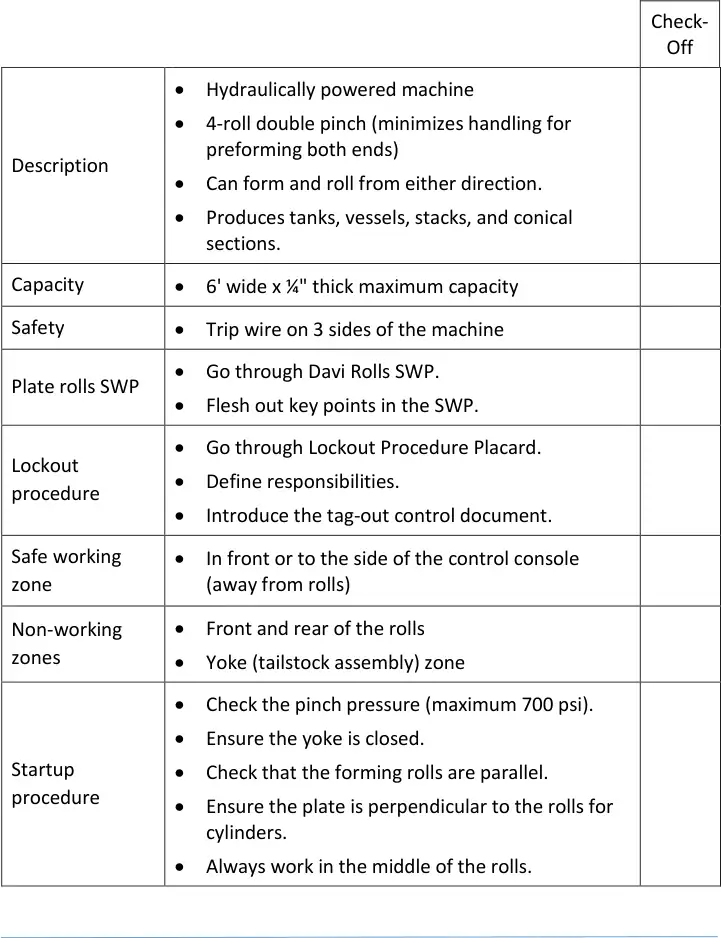 Check-
Off
Description
• Hydraulically powered machine
• 4-roll double pinch (minimizes handling for
preforming both ends)
• Can form and roll from either direction.
• Produces tanks, vessels, stacks, and conical
sections.
Capacity
• 6' wide x ¼" thick maximum capacity
Safety
• Trip wire on 3 sides of the machine
Plate rolls SWP
• Go through Davi Rolls SWP.
• Flesh out key points in the SWP.
Lockout
procedure
• Go through Lockout Procedure Placard.
• Define responsibilities.
• Introduce the tag-out control document.
Safe working
zone
• In front or to the side of the control console
(away from rolls)
Non-working
zones
• Front and rear of the rolls
• Yoke (tailstock assembly) zone
Startup
procedure
• Check the pinch pressure (maximum 700 psi).
• Ensure the yoke is closed.
• Check that the forming rolls are parallel.
• Ensure the plate is perpendicular to the rolls for
cylinders.
• Always work in the middle of the rolls.